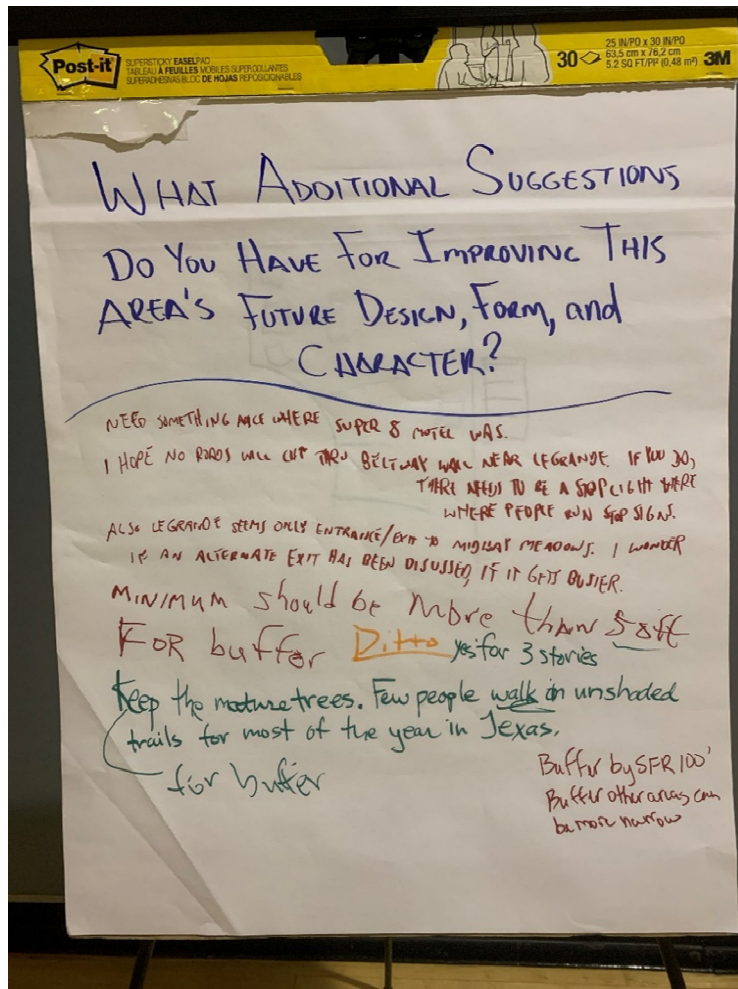 Post-it
SUPERSTICKY EASEL PAD
TABLEAU À FEUILLES MOBILES SUPER COLLANTES
SUPERADHESIVAS BLOC DE HOJAS REPOSICIONABLES
30
25 IN/PO x 30 IN/PO
63,5 cm x 76,2 cm
5.2 SQ FT/PI² (0,48 m²)
3M
WHAT ADDITIONAL SUGGESTIONS
DO YOU HAVE FOR IMPROVING THIS
AREA'S FUTURE DESIGN, FORM, and
CHARACTER?
NEED SOMETHING NICE WHERE SUPER 8 MOTEL WAS.
I HOPE NO ROADS WILL CUT THRU BELTWAY WALL NEAR LEGRANDE. IF YOU DO,
THERE NEEDS TO BE A STOPLIGHT THERE
WHERE PEOPLE RUN STOP SIGNS.
ALSO LEGRANDE SEEMS ONLY ENTRANCE/EXIT TO MIDWAY MEADOWS. I WONDER
IF AN ALTERNATE EXIT HAS BEEN DISUSSED, IF IT GETS BUSIER.
MINIMUM should be More than 50ft
FOR buffer Ditto yes for 3 stories
Keep the mature trees. Few people walk on unshaded
trails for most of the year in Texas.
for buffer
Buffer by SFR 100'
Buffer other areas can
be more narrow